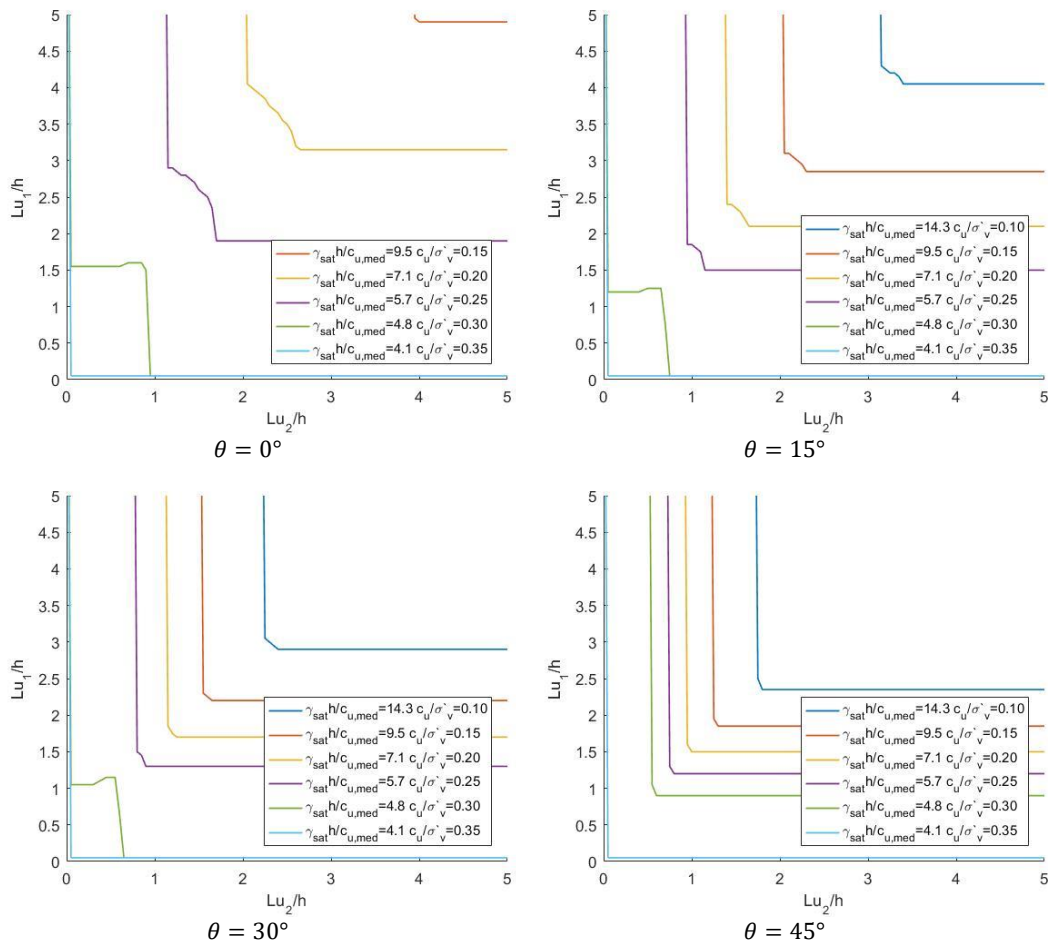 5
4.5
4
3.5
3
2.5
2
1.5
1
0.5
0
Lu1/h
0 1 2 3 4 5
Lu2/h
γsath/cu,med=9.5 cu/σ`v=0.15
γsath/cu,med=7.1 cu/σ`v=0.20
γsath/cu,med=5.7 cu/σ`v=0.25
γsath/cu,med=4.8 cu/σ`v=0.30
γsath/cu,med=4.1 cu/σ`v=0.35
θ = 0°
5
4.5
4
3.5
3
2.5
2
1.5
1
0.5
0
Lu1/h
0 1 2 3 4 5
Lu2/h
γsath/cu,med=14.3 cu/σ`v=0.10
γsath/cu,med=9.5 cu/σ`v=0.15
γsath/cu,med=7.1 cu/σ`v=0.20
γsath/cu,med=5.7 cu/σ`v=0.25
γsath/cu,med=4.8 cu/σ`v=0.30
γsath/cu,med=4.1 cu/σ`v=0.35
θ = 15°
5
4.5
4
3.5
3
2.5
2
1.5
1
0.5
0
Lu1/h
0 1 2 3 4 5
Lu2/h
γsath/cu,med=14.3 cu/σ`v=0.10
γsath/cu,med=9.5 cu/σ`v=0.15
γsath/cu,med=7.1 cu/σ`v=0.20
γsath/cu,med=5.7 cu/σ`v=0.25
γsath/cu,med=4.8 cu/σ`v=0.30
γsath/cu,med=4.1 cu/σ`v=0.35
θ = 30°
5
4.5
4
3.5
3
2.5
2
1.5
1
0.5
0
Lu1/h
0 1 2 3 4 5
Lu2/h
γsath/cu,med=14.3 cu/σ`v=0.10
γsath/cu,med=9.5 cu/σ`v=0.15
γsath/cu,med=7.1 cu/σ`v=0.20
γsath/cu,med=5.7 cu/σ`v=0.25
γsath/cu,med=4.8 cu/σ`v=0.30
γsath/cu,med=4.1 cu/σ`v=0.35
θ = 45°